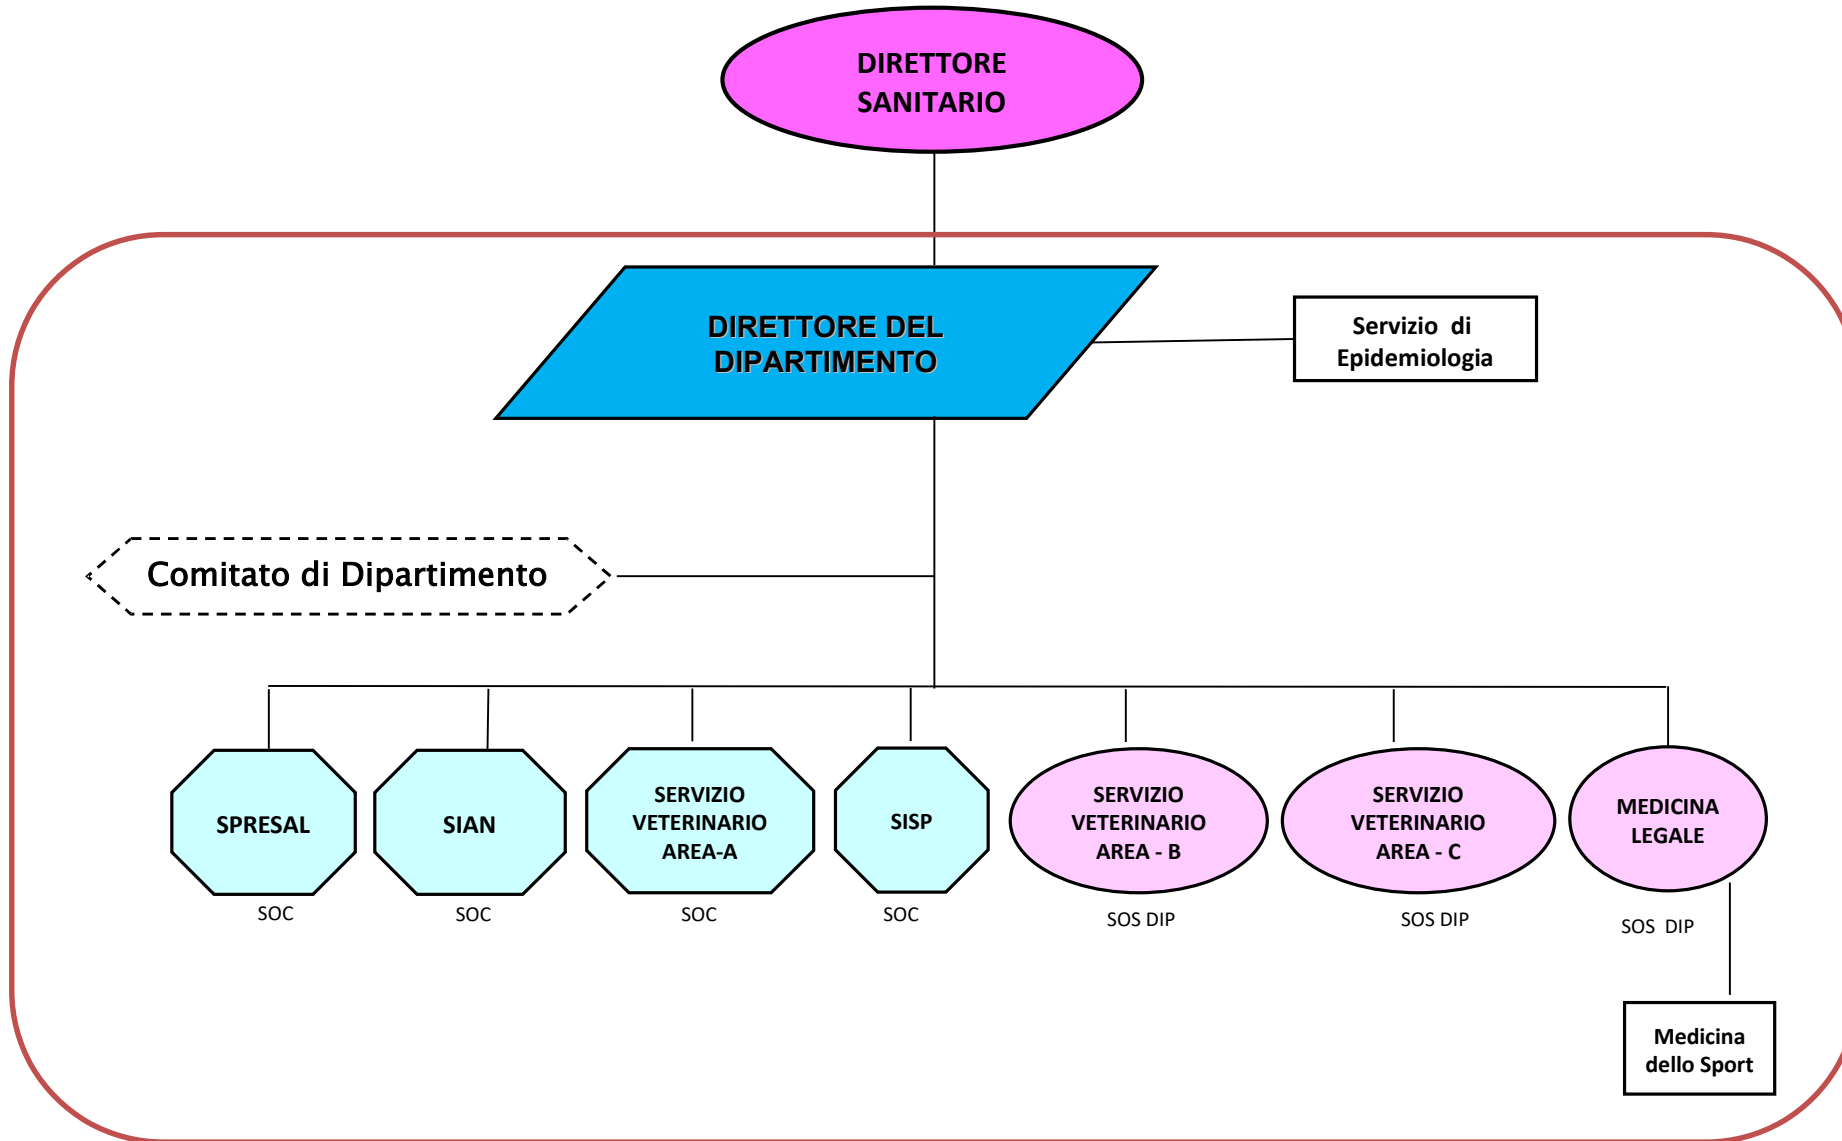 DIRETTORE
SANITARIO
DIRETTORE DEL
DIPARTIMENTO
Servizio di
Epidemiologia
Comitato di Dipartimento
SPRESAL
SIAN
SERVIZIO
VETERINARIO
AREA-A
SISP
SERVIZIO
VETERINARIO
AREA - B
SERVIZIO
VETERINARIO
AREA - C
MEDICINA
LEGALE
SOC
SOC
SOC
SOC
SOS DIP
SOS DIP
SOS DIP
Medicina
dello Sport